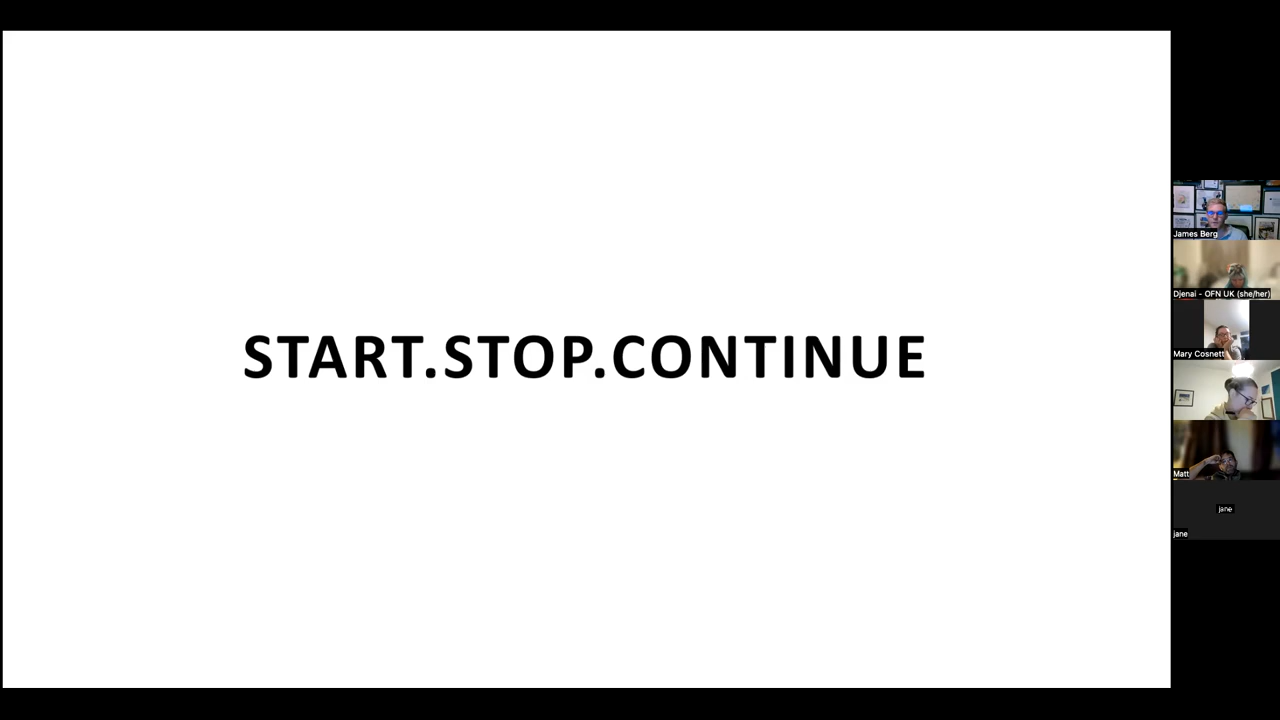 START.STOP.CONTINUE
James Berg
Djenai - OFN UK (she/her)
Mary Cosnett
Matt
jane
jane